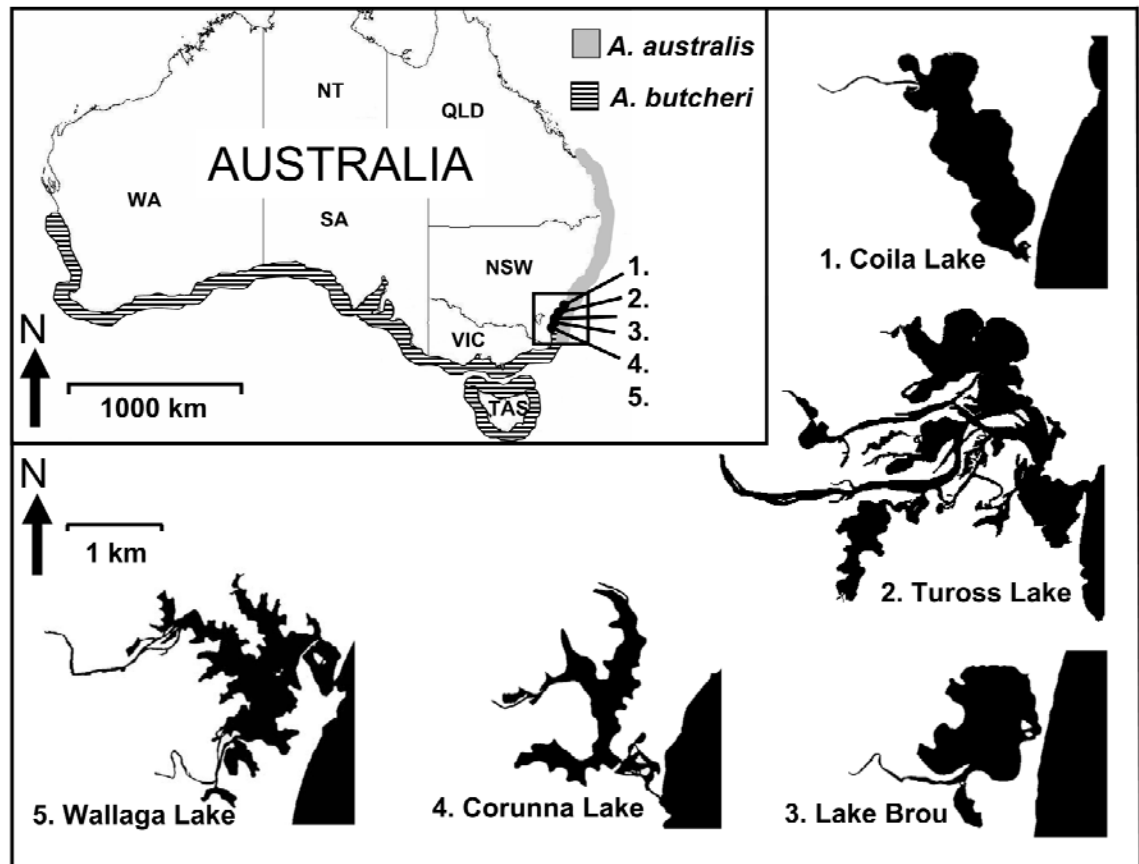 A. australis
A. butcheri
NT
QLD
AUSTRALIA
WA
SA
NSW
VIC
TAS
1.
2.
3.
4.
5.
N
1000 km
1. Coila Lake
2. Tuross Lake
N
1 km
5. Wallaga Lake
4. Corunna Lake
3. Lake Brou